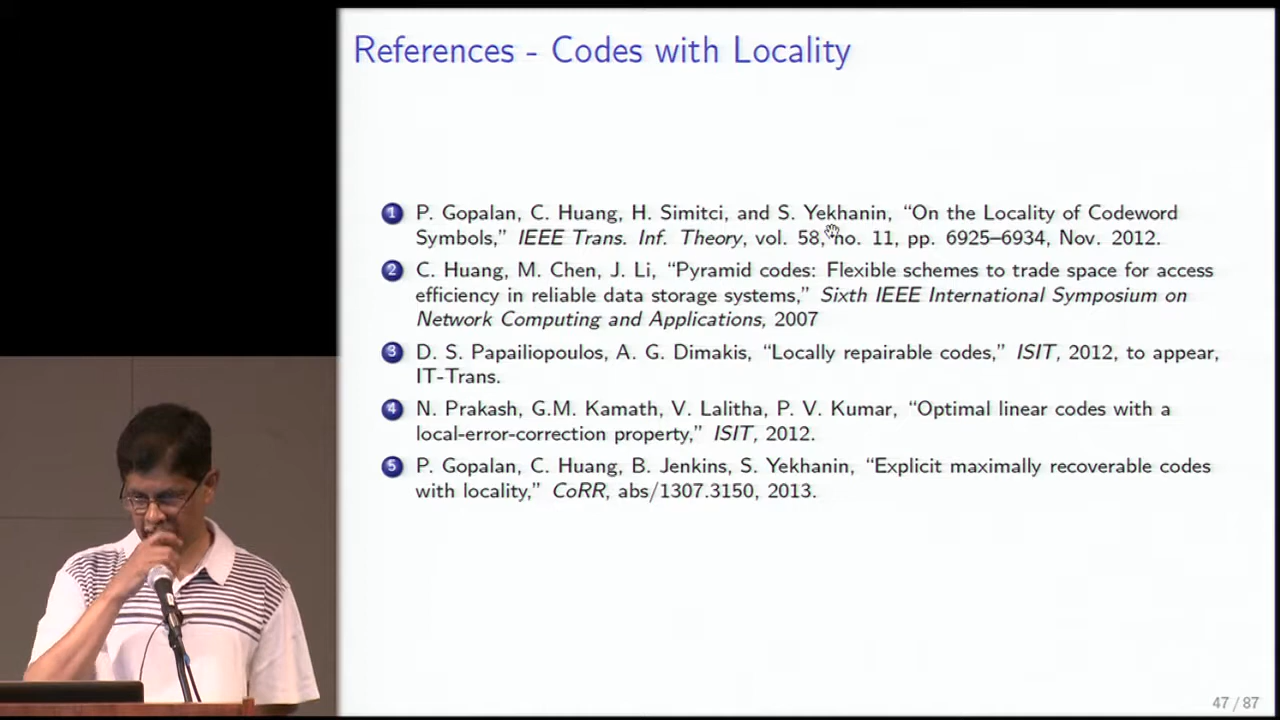 References - Codes with Locality
1 P. Gopalan, C. Huang, H. Simitci, and S. Yekhanin, “On the Locality of Codeword
Symbols,” IEEE Trans. Inf. Theory, vol. 58, no. 11, pp. 6925–6934, Nov. 2012.
2 C. Huang, M. Chen, J. Li, “Pyramid codes: Flexible schemes to trade space for access
efficiency in reliable data storage systems,” Sixth IEEE International Symposium on
Network Computing and Applications, 2007
3 D. S. Papailiopoulos, A. G. Dimakis, “Locally repairable codes,” ISIT, 2012, to appear,
IT-Trans.
4 N. Prakash, G.M. Kamath, V. Lalitha, P. V. Kumar, “Optimal linear codes with a
local-error-correction property,” ISIT, 2012.
5 P. Gopalan, C. Huang, B. Jenkins, S. Yekhanin, “Explicit maximally recoverable codes
with locality,” CoRR, abs/1307.3150, 2013.
47 / 87